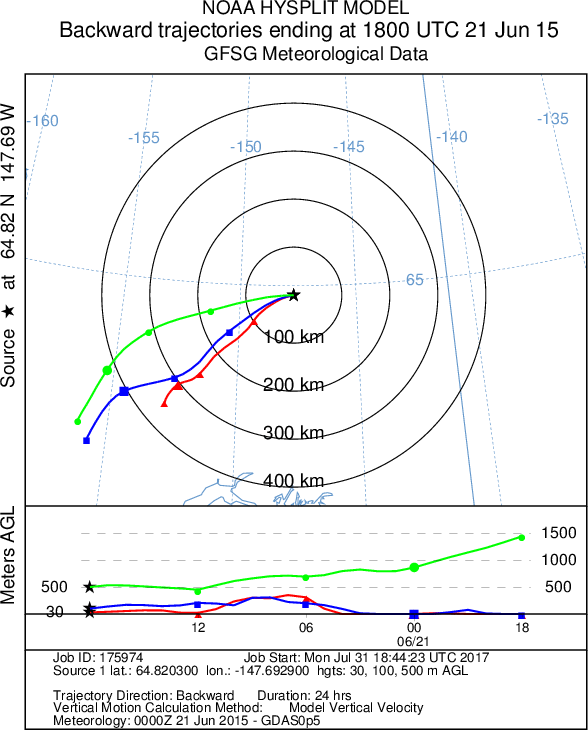 NOAA HYSPLIT MODEL
Backward trajectories ending at 1800 UTC 21 Jun 15
GFSG Meteorological Data
Source ★ at 64.82 N 147.69 W
-160
-155
-150
-145
-140
-135
65
100 km
200 km
300 km
400 km
Meters AGL
1500
1000
500
500
30
12 06 00 18
06/21
Job ID: 175974 Job Start: Mon Jul 31 18:44:23 UTC 2017
Source 1 lat.: 64.820300 lon.: -147.692900 hgts: 30, 100, 500 m AGL
Trajectory Direction: Backward Duration: 24 hrs
Vertical Motion Calculation Method: Model Vertical Velocity
Meteorology: 0000Z 21 Jun 2015 - GDAS0p5